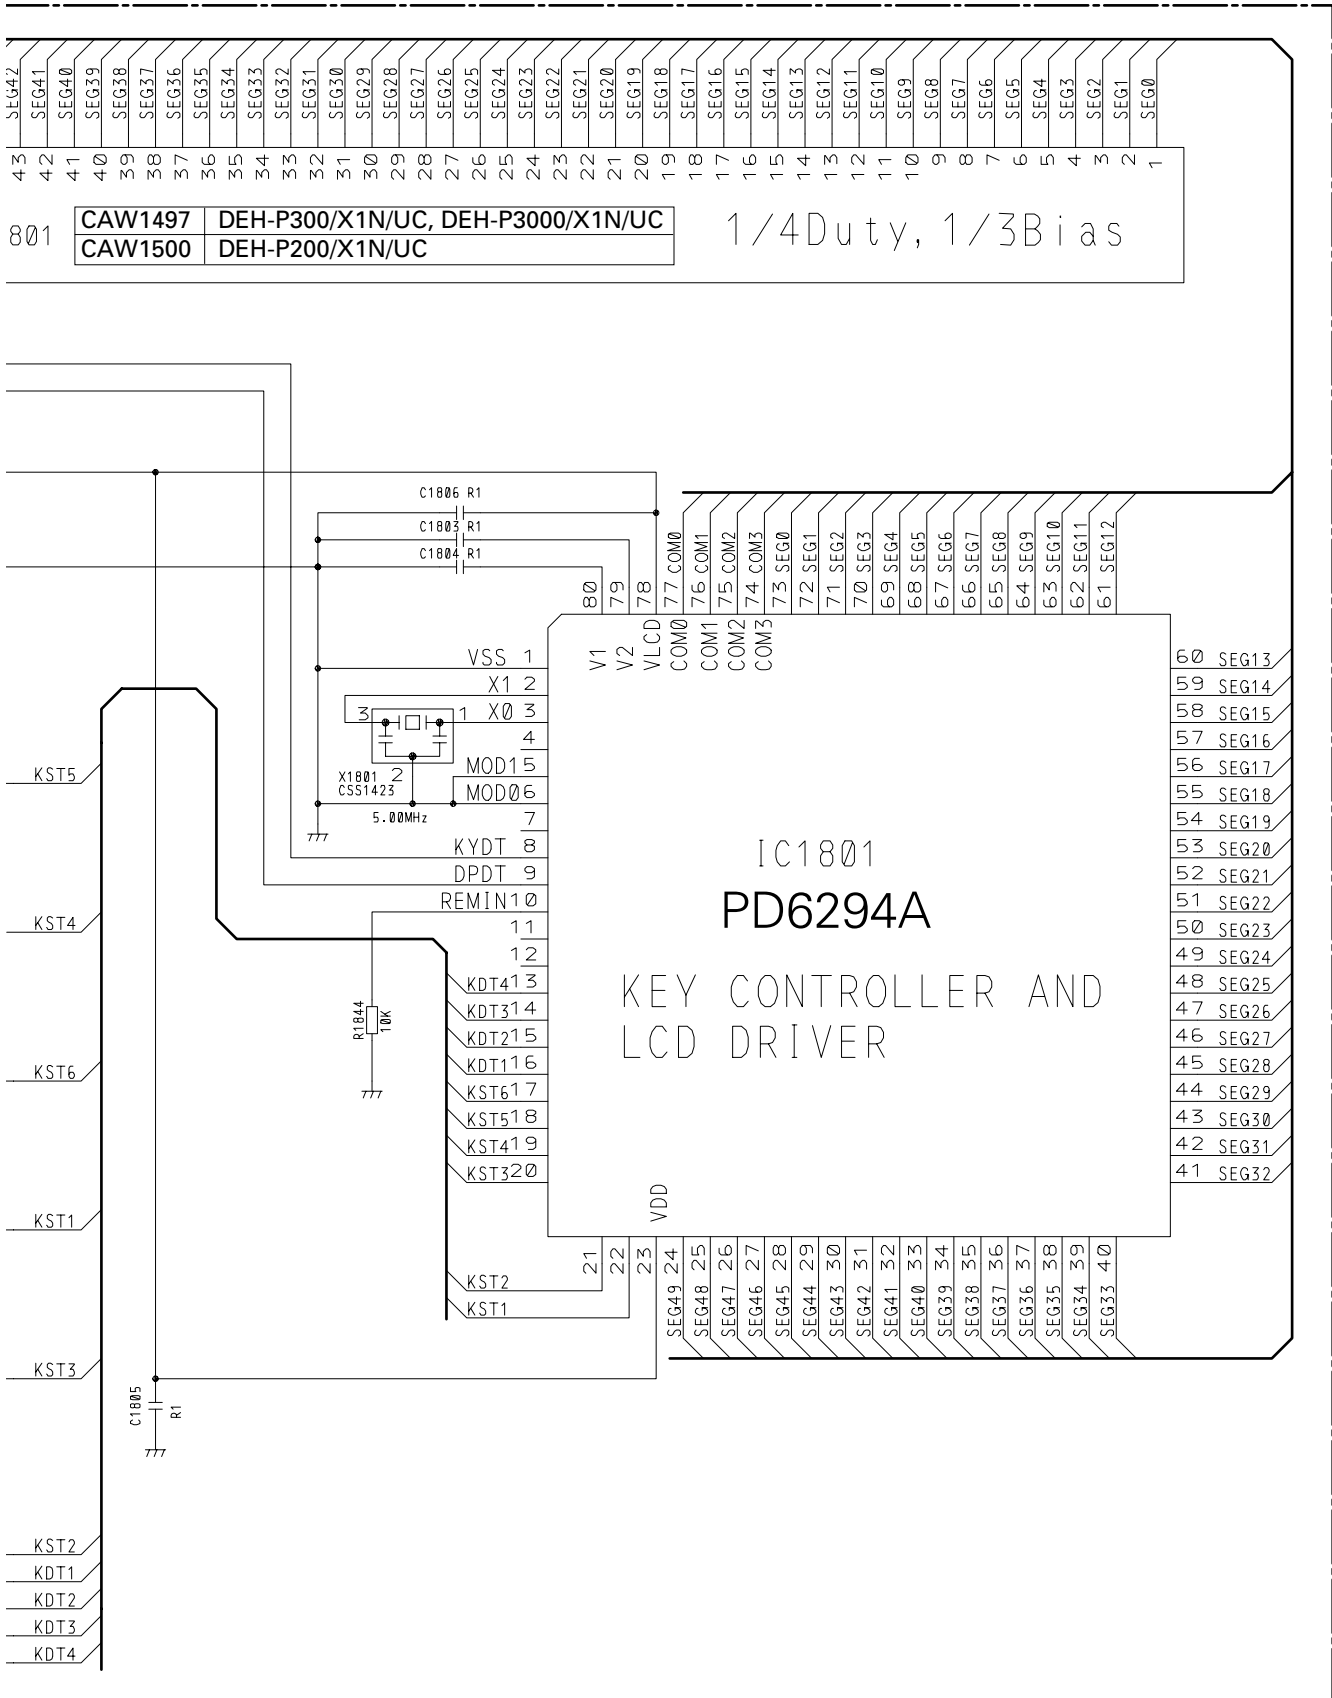 SEG42 SEG41 SEG40 SEG39 SEG38 SEG37 SEG36 SEG35 SEG34 SEG33 SEG32 SEG31 SEG30 SEG29 SEG28 SEG27 SEG26 SEG25 SEG24 SEG23 SEG22 SEG21 SEG20 SEG19 SEG18 SEG17 SEG16 SEG15 SEG14 SEG13 SEG12 SEG11 SEG10 SEG9 SEG8 SEG7 SEG6 SEG5 SEG4 SEG3 SEG2 SEG1 SEG0
43 42 41 40 39 38 37 36 35 34 33 32 31 30 29 28 27 26 25 24 23 22 21 20 19 18 17 16 15 14 13 12 11 10 9 8 7 6 5 4 3 2 1
801
CAW1497 DEH-P300/X1N/UC, DEH-P3000/X1N/UC
CAW1500 DEH-P200/X1N/UC
1/4Duty, 1/3Bias
C1806 R1
C1803 R1
C1804 R1
80 79 78 77 COM0 76 COM1 75 COM2 74 COM3 73 SEG0 72 SEG1 71 SEG2 70 SEG3 69 SEG4 68 SEG5 67 SEG6 66 SEG7 65 SEG8 64 SEG9 63 SEG10 62 SEG11 61 SEG12
V1 V2 VLCD COM0 COM1 COM2 COM3
VSS 1
X1 2
X0 3
4
MOD1 5
MOD0 6
7
KYDT 8
DPDT 9
REMIN 10
11
12
KDT4 13
KDT3 14
KDT2 15
KDT1 16
KST6 17
KST5 18
KST4 19
KST3 20
3 1
2
X1801
CSS1423
5.00MHz
R1844
10K
IC1801
PD6294A
KEY CONTROLLER AND
LCD DRIVER
60 SEG13
59 SEG14
58 SEG15
57 SEG16
56 SEG17
55 SEG18
54 SEG19
53 SEG20
52 SEG21
51 SEG22
50 SEG23
49 SEG24
48 SEG25
47 SEG26
46 SEG27
45 SEG28
44 SEG29
43 SEG30
42 SEG31
41 SEG32
VDD
21 22 23 24 25 26 27 28 29 30 31 32 33 34 35 36 37 38 39 40
SEG49 SEG48 SEG47 SEG46 SEG45 SEG44 SEG43 SEG42 SEG41 SEG40 SEG39 SEG38 SEG37 SEG36 SEG35 SEG34 SEG33
KST2
KST1
KST5
KST4
KST6
KST1
KST3
C1805
R1
KST2
KDT1
KDT2
KDT3
KDT4